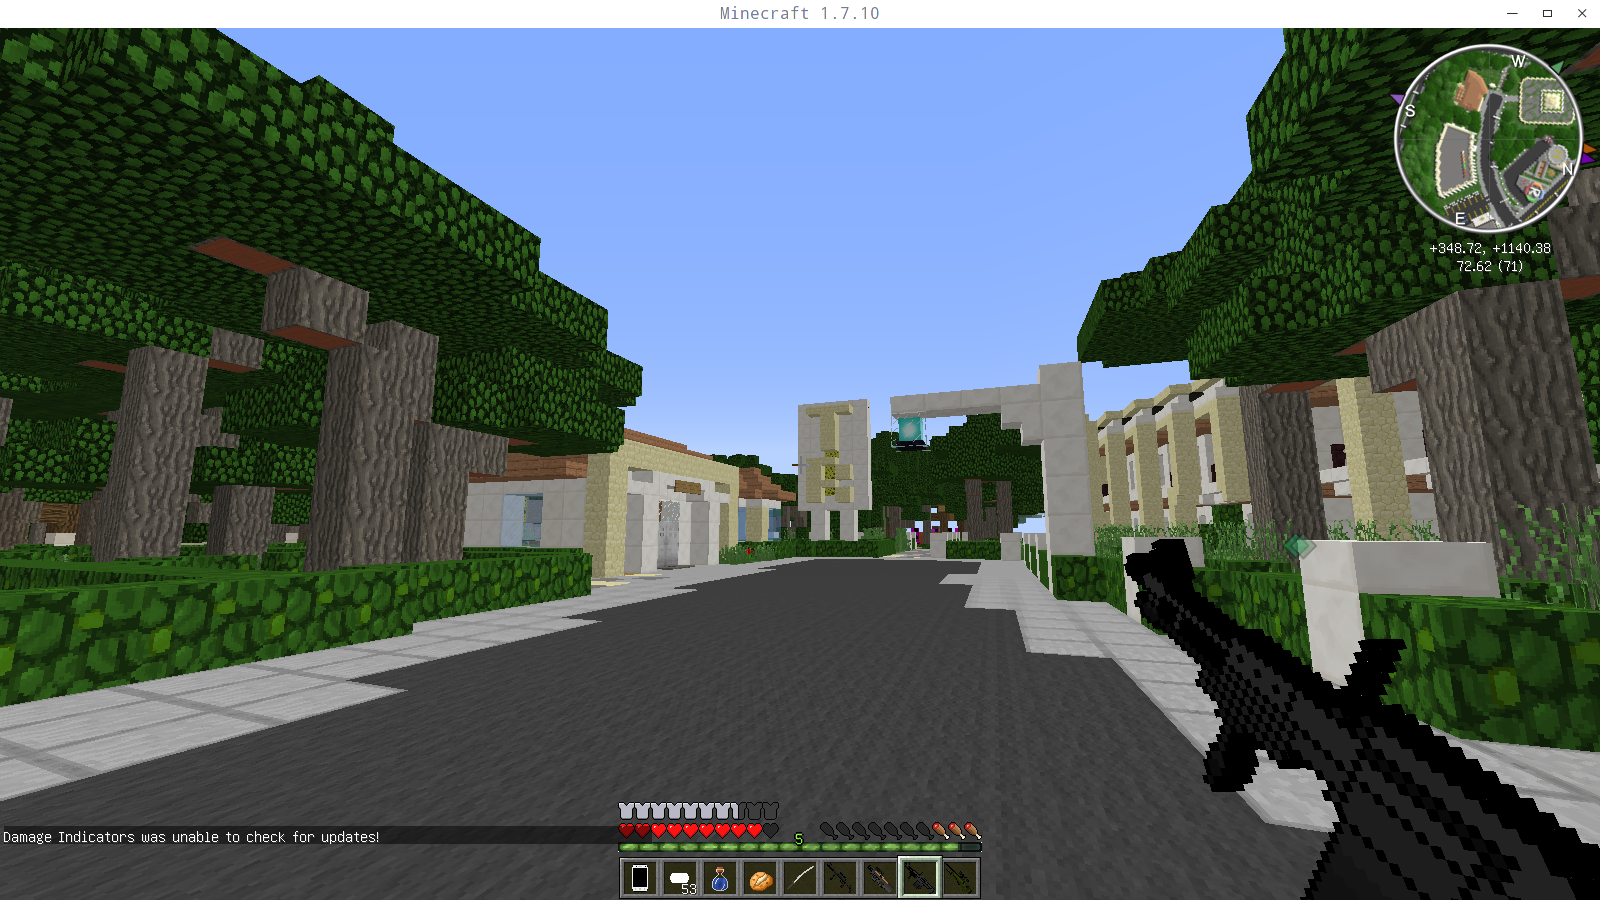 Minecraft 1.7.10
W
S
N
E
+348.72, +1140.38
72.62 (71)
Damage Indicators was unable to check for updates!
5
53